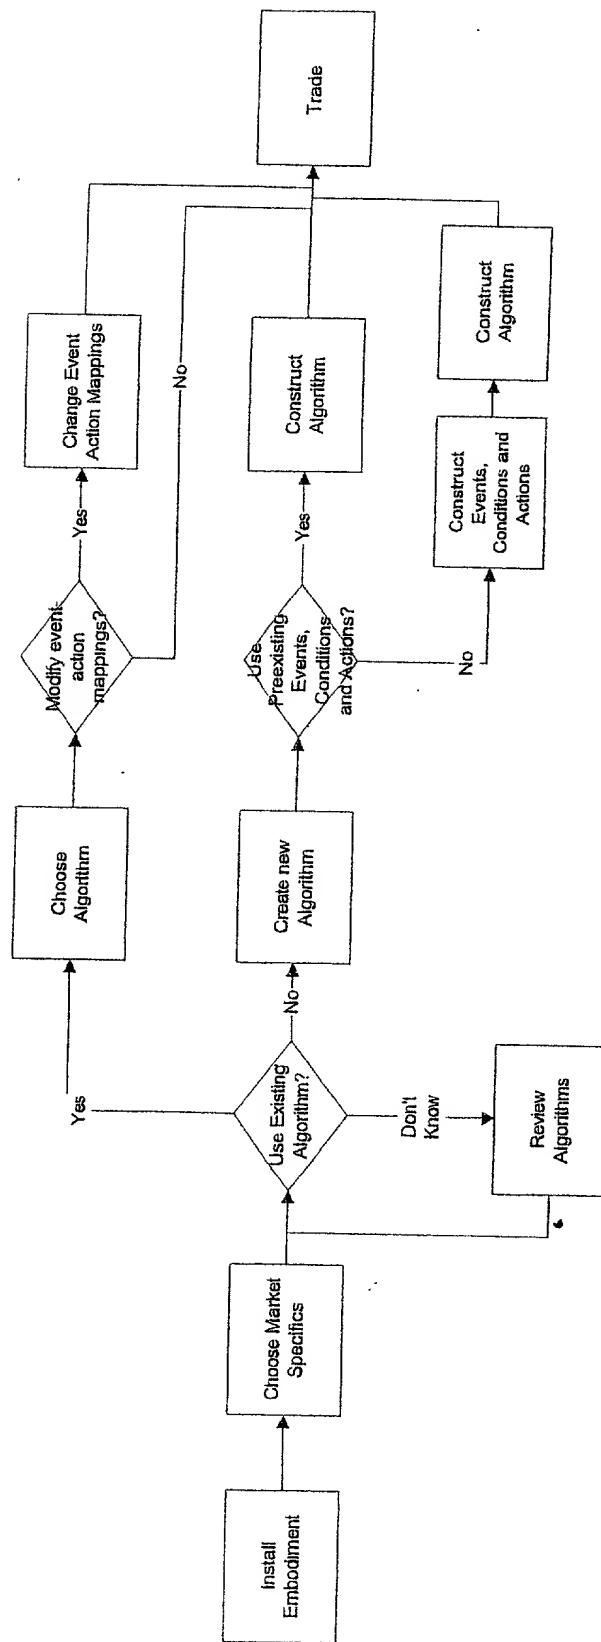 Install
Embodiment
Choose Market
Specifics
Use Existing
Algorithm?
Yes
No
Don't
Know
Review
Algorithms
Choose
Algorithm
Modify event-
action
mappings?
Yes
No
Change Event
Action Mappings
Create new
Algorithm
Use
Preexisting
Events,
Conditions
and Actions?
Yes
No
Construct
Algorithm
Construct
Events,
Conditions and
Actions
Construct
Algorithm
Trade